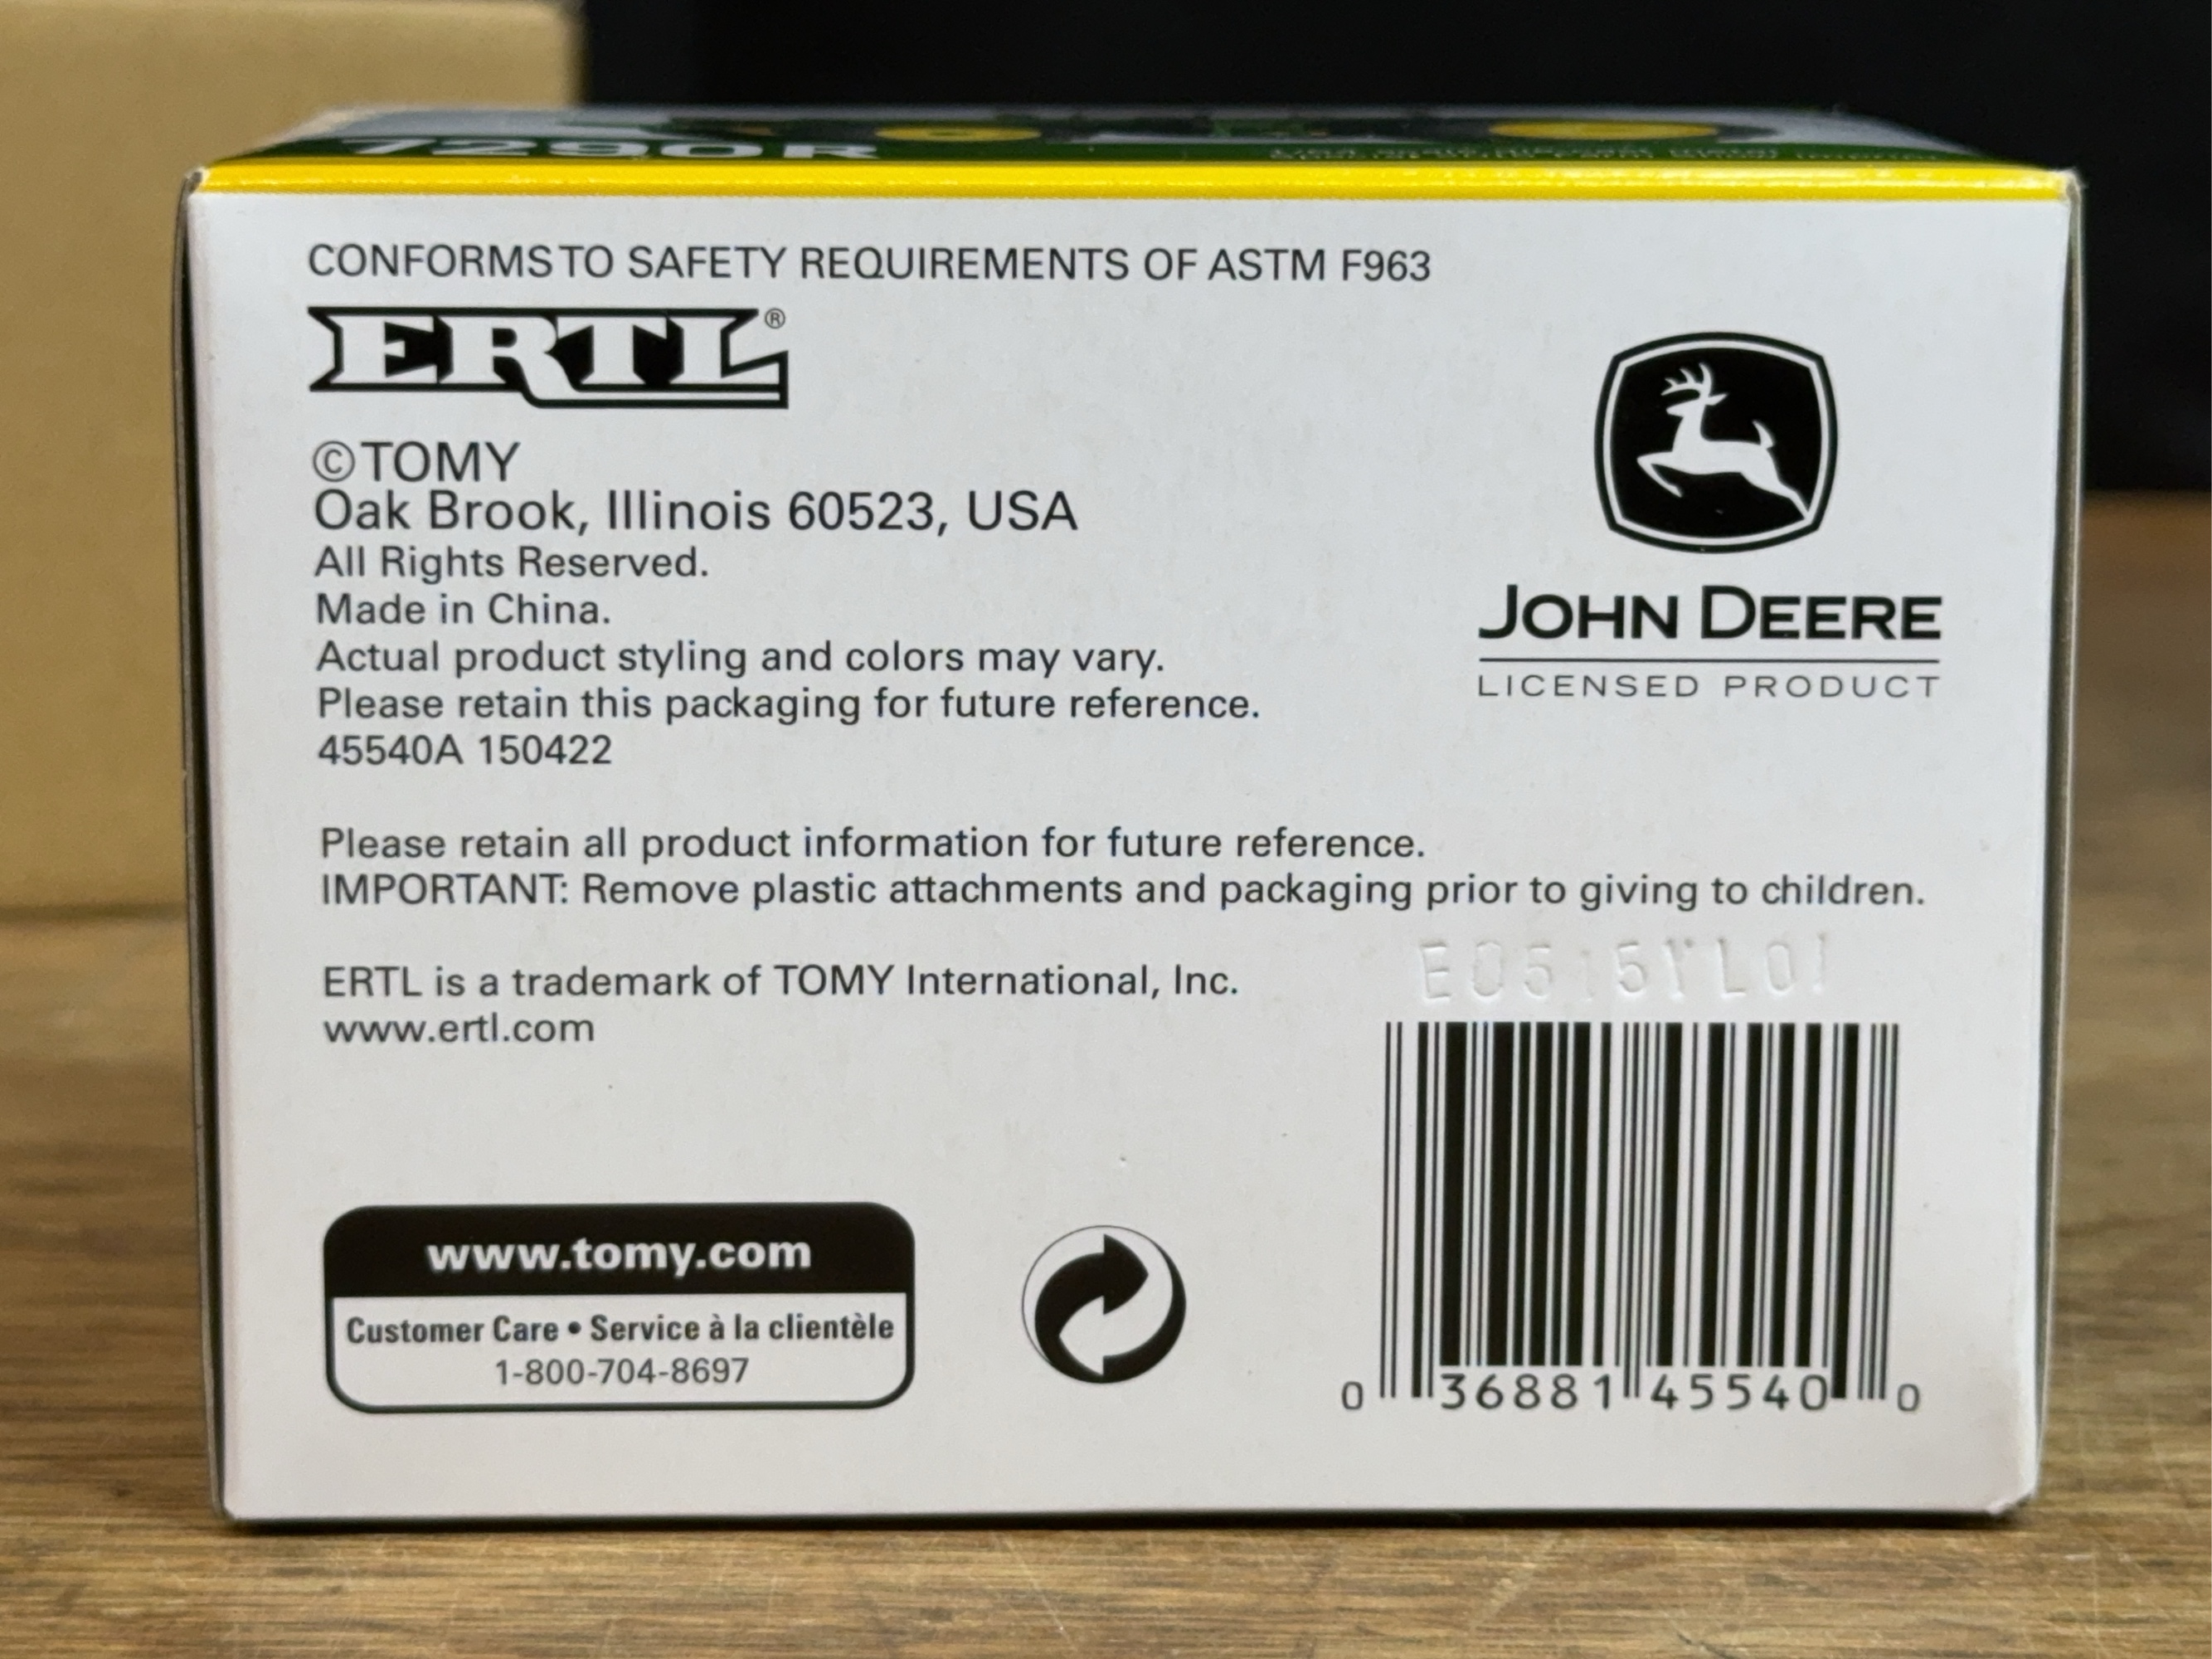 7290R
CONFORMS TO SAFETY REQUIREMENTS OF ASTM F963
ERTL®
©TOMY
Oak Brook, Illinois 60523, USA
All Rights Reserved.
Made in China.
Actual product styling and colors may vary.
Please retain this packaging for future reference.
45540A 150422
JOHN DEERE
LICENSED PRODUCT
Please retain all product information for future reference.
IMPORTANT: Remove plastic attachments and packaging prior to giving to children.
ERTL is a trademark of TOMY International, Inc.
www.ertl.com
www.tomy.com
Customer Care • Service à la clientèle
1-800-704-8697
0 36881 45540 0